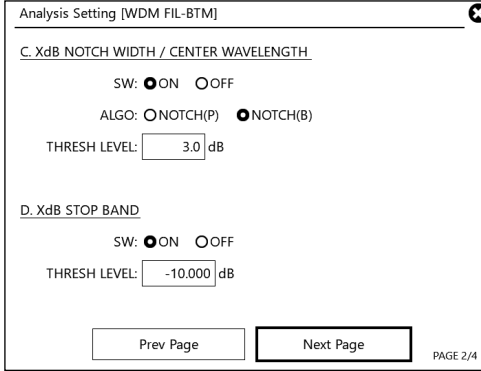 Analysis Setting [WDM FIL-BTM]
C. XdB NOTCH WIDTH / CENTER WAVELENGTH
SW: ON OFF
ALGO: NOTCH(P) NOTCH(B)
THRESH LEVEL: 3.0 dB
D. XdB STOP BAND
SW: ON OFF
THRESH LEVEL: -10.000 dB
Prev Page Next Page
PAGE 2/4